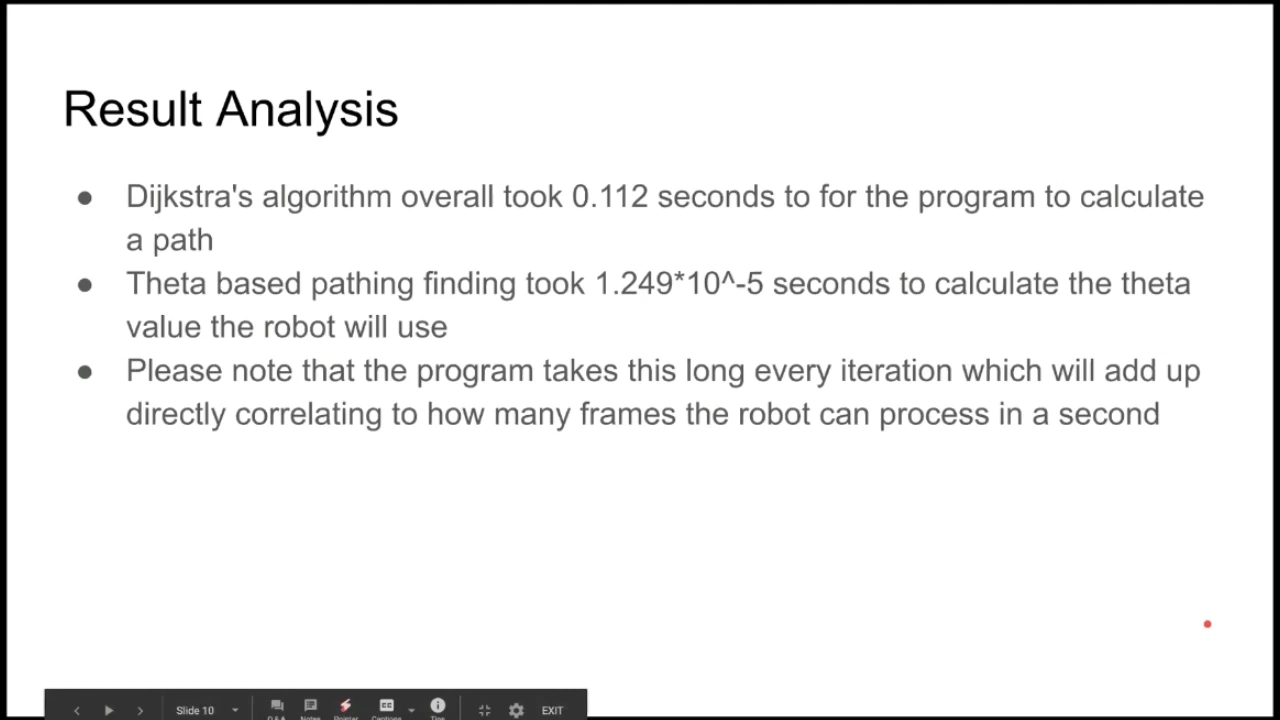 Result Analysis
● Dijkstra's algorithm overall took 0.112 seconds to for the program to calculate
a path
● Theta based pathing finding took 1.249*10^-5 seconds to calculate the theta
value the robot will use
● Please note that the program takes this long every iteration which will add up
directly correlating to how many frames the robot can process in a second
Slide 10 EXIT
Notes Pointer Captions